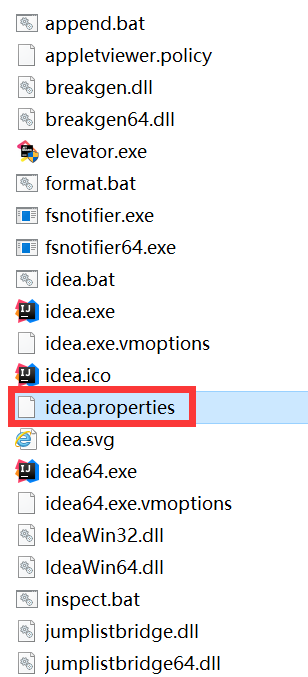 append.bat
appletviewer.policy
breakgen.dll
breakgen64.dll
elevator.exe
format.bat
fsnotifier.exe
fsnotifier64.exe
idea.bat
idea.exe
idea.exe.vmoptions
idea.ico
idea.properties
idea.svg
idea64.exe
idea64.exe.vmoptions
IdeaWin32.dll
IdeaWin64.dll
inspect.bat
jumplistbridge.dll
jumplistbridge64.dll